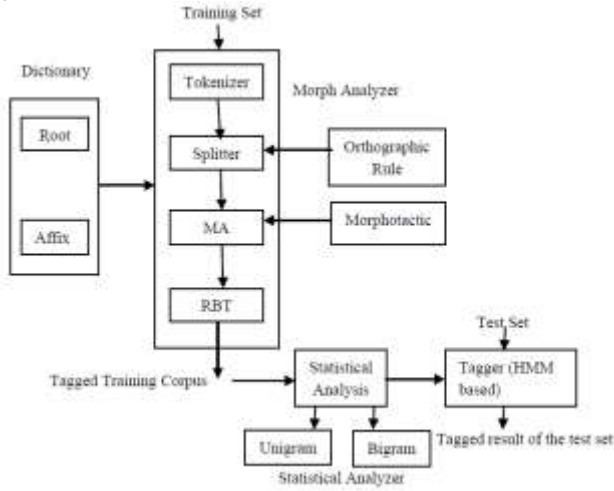 Training Set
Dictionary
Tokenizer
Morph Analyzer
Root
Splitter
Orthographic
Rule
Affix
MA
Morphotactic
RBT
Test Set
Tagged Training Corpus
Statistical
Analysis
Tagger (HMM
based)
Unigram
Bigram
Tagged result of the test set
Statistical Analyzer